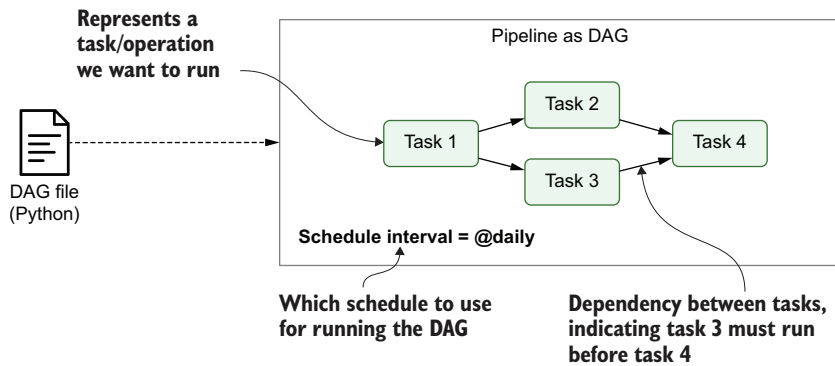 Represents a
task/operation
we want to run
Pipeline as DAG
Task 1
Task 2
Task 3
Task 4
DAG file
(Python)
Schedule interval = @daily
Which schedule to use
for running the DAG
Dependency between tasks,
indicating task 3 must run
before task 4